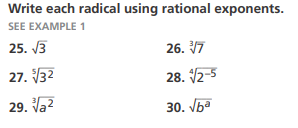 Write each radical using rational exponents.
SEE EXAMPLE 1
25. √3 26. ∛7
27. ⁵√3² 28. ⁴√2⁻⁵
29. ∛a² 30. √bᵃ